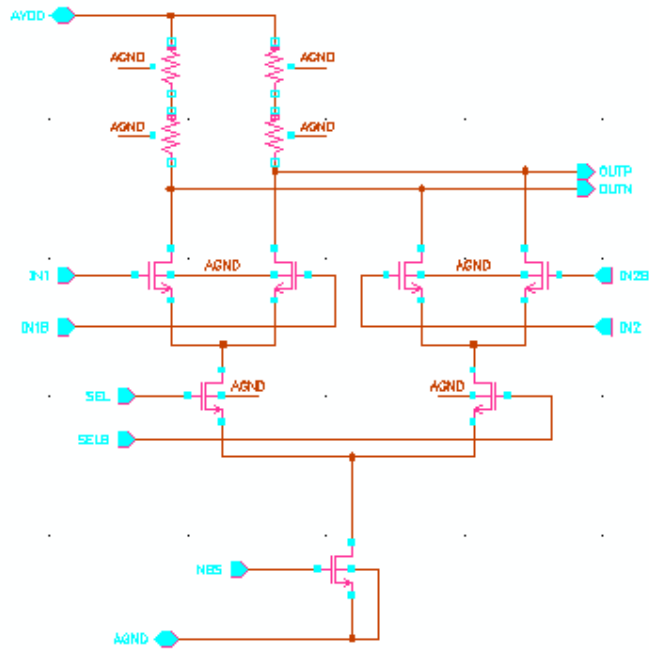 AVDD
AGND AGND
AGND AGND
OUTP
OUTN
IN1 AGND AGND IN2B
IN1B IN2
SEL AGND AGND
SELB
NBS
AGND